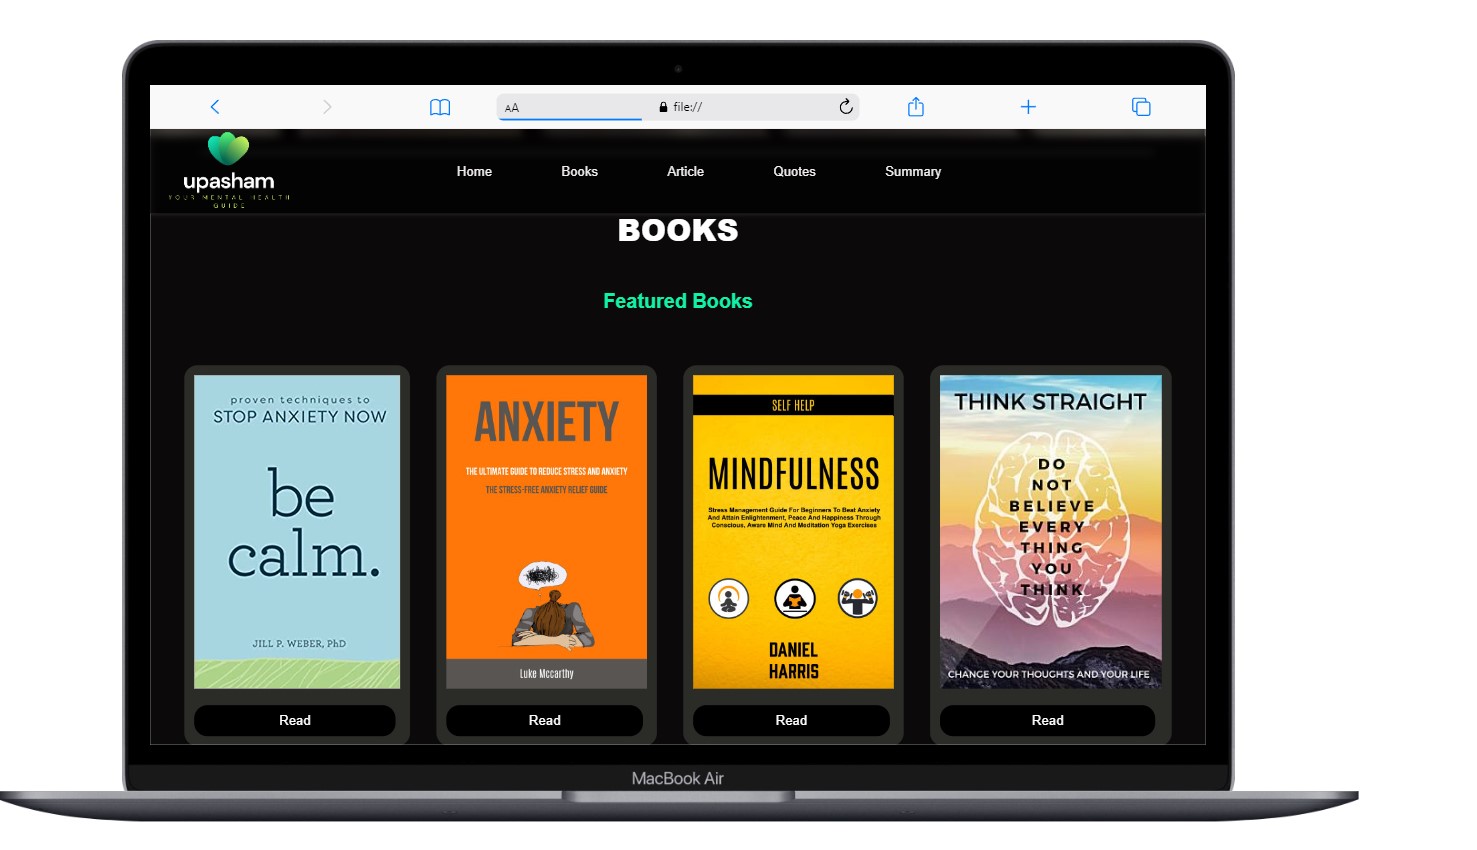 AA
file://
upasham
YOUR MENTAL HEALTH
GUIDE
Home
Books
Article
Quotes
Summary
BOOKS
Featured Books
proven techniques to
STOP ANXIETY NOW
be
calm.
JILL P. WEBER, PhD
Read
ANXIETY
THE ULTIMATE GUIDE TO REDUCE STRESS AND ANXIETY
THE STRESS-FREE ANXIETY RELIEF GUIDE
Luke Mccarthy
Read
SELF HELP
MINDFULNESS
Stress Management Guide For Beginners To Beat Anxiety
And Attain Enlightenment, Peace And Happiness Through
Conscious, Aware Mind And Meditation Yoga Exercises
DANIEL
HARRIS
Read
THINK STRAIGHT
DO
NOT
BELIEVE
EVERY
THING
YOU
THINK
CHANGE YOUR THOUGHTS AND YOUR LIFE
Read
MacBook Air